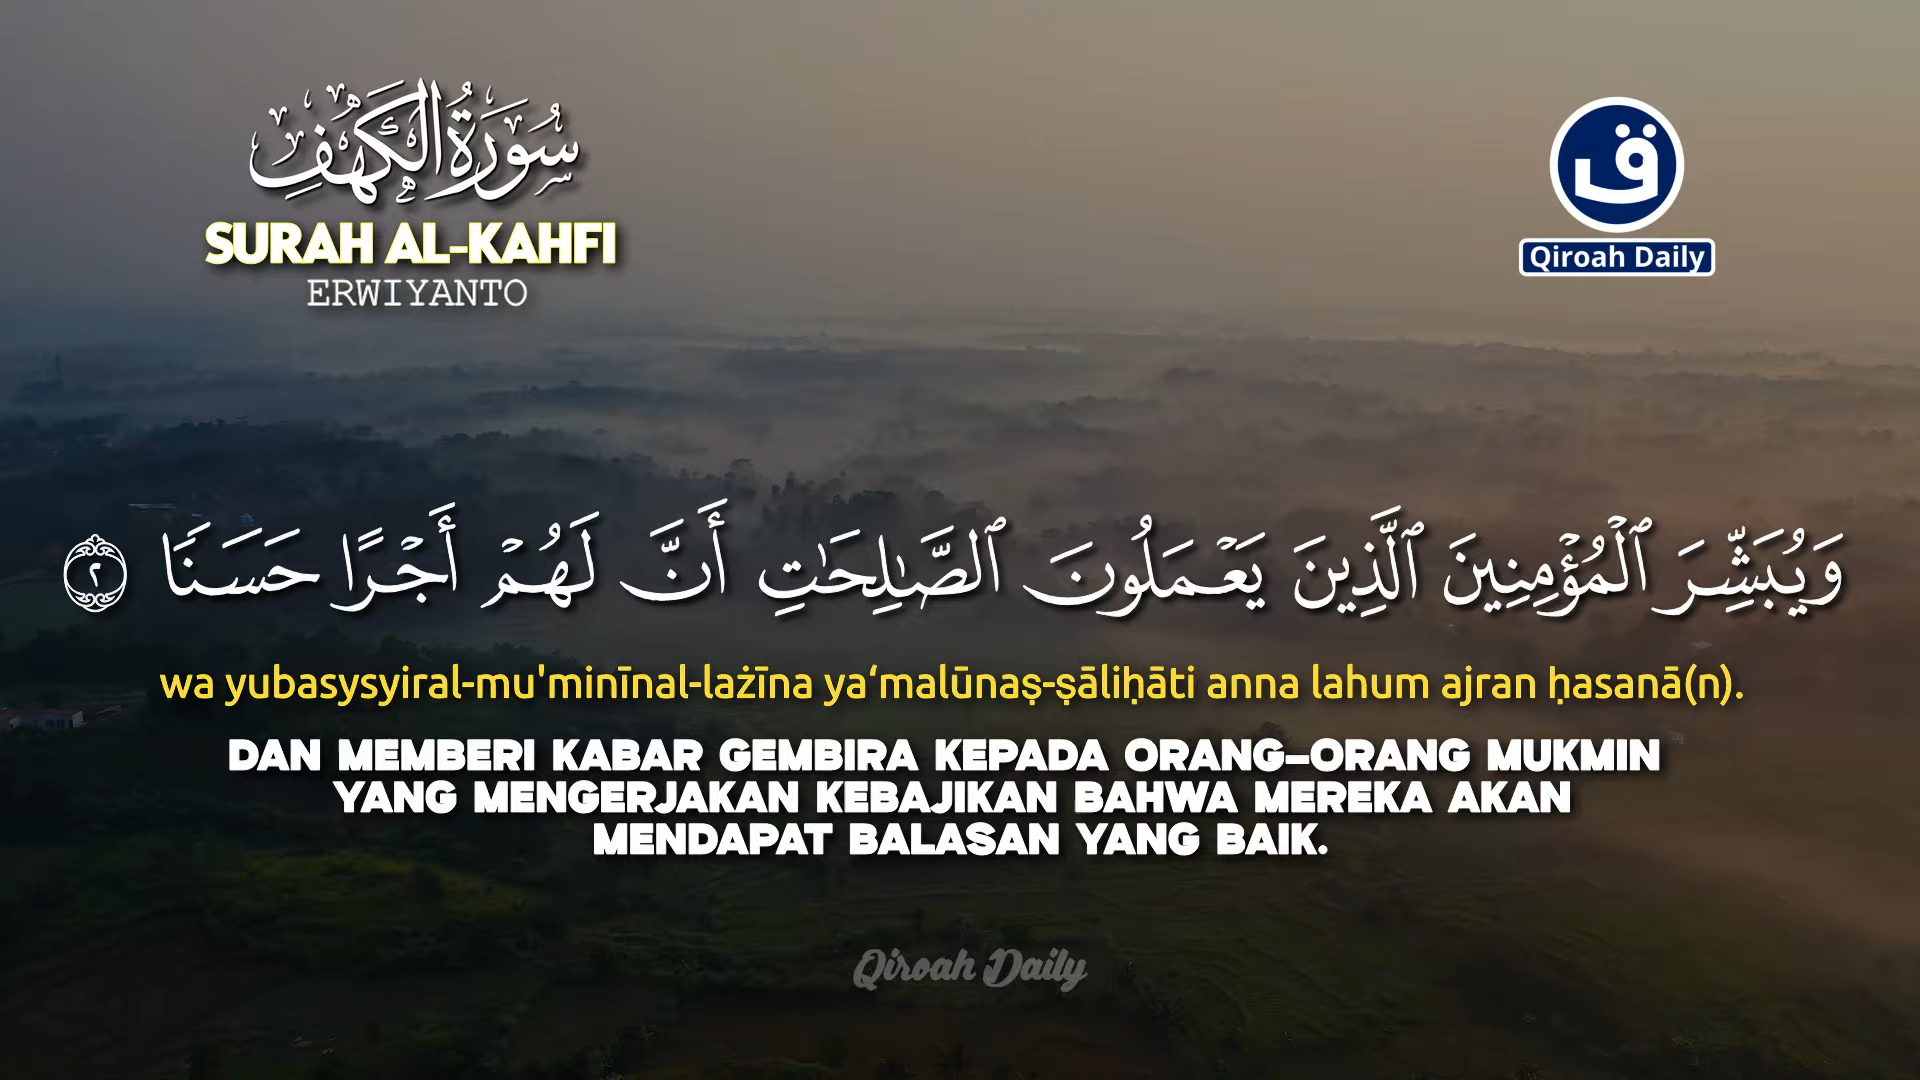 سُورَةُ الْكَهْفِ
SURAH AL-KAHFI
ERWIYANTO
ق
Qiroah Daily
وَيُبَشِّرَ ٱلْمُؤْمِنِينَ ٱلَّذِينَ يَعْمَلُونَ ٱلصَّـٰلِحَـٰتِ أَنَّ لَهُمْ أَجْرًا حَسَنًا ٢
wa yubasysyiral-mu'minīnal-lażīna ya‘malūnaṣ-ṣāliḥāti anna lahum ajran ḥasanā(n).
DAN MEMBERI KABAR GEMBIRA KEPADA ORANG-ORANG MUKMIN
YANG MENGERJAKAN KEBAJIKAN BAHWA MEREKA AKAN
MENDAPAT BALASAN YANG BAIK.
Qiroah Daily